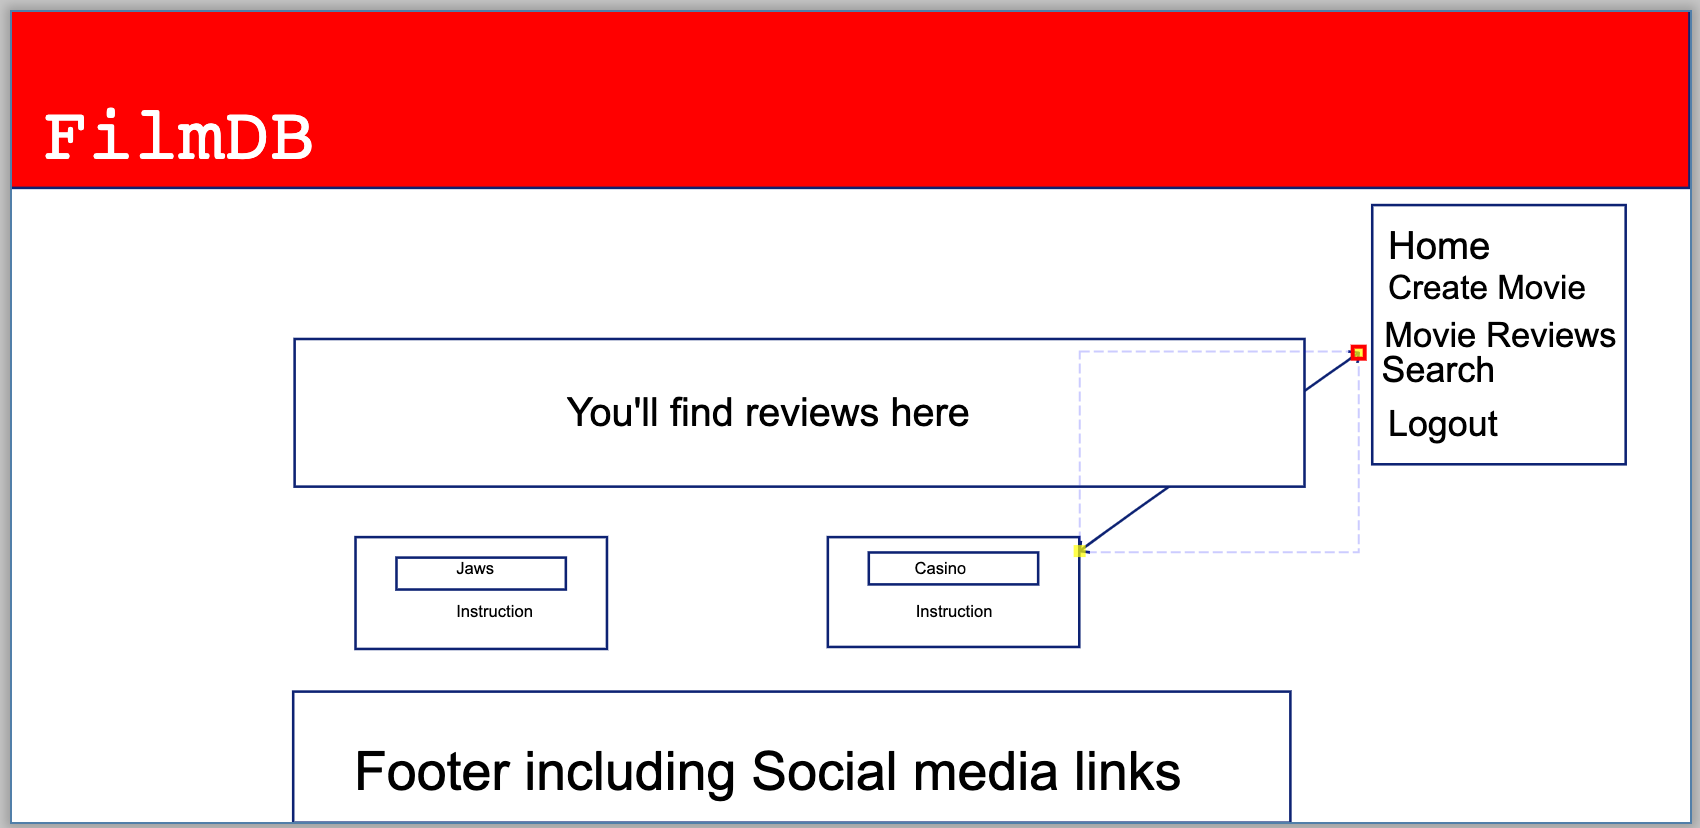 FilmDB
Home
Create Movie
Movie Reviews
Search
Logout
You'll find reviews here
Jaws
Instruction
Casino
Instruction
Footer including Social media links